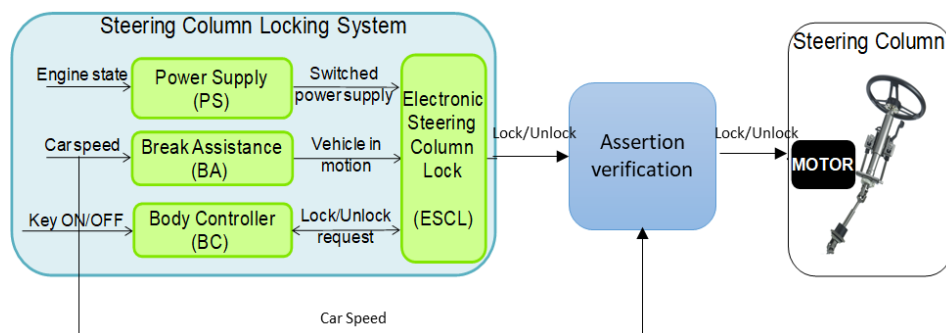 Steering Column Locking System
Engine state
Power Supply
(PS)
Switched
power supply
Car speed
Break Assistance
(BA)
Vehicle in
motion
Key ON/OFF
Body Controller
(BC)
Lock/Unlock
request
Electronic
Steering
Column
Lock
(ESCL)
Lock/Unlock
Assertion
verification
Lock/Unlock
Steering Column
MOTOR
Car Speed